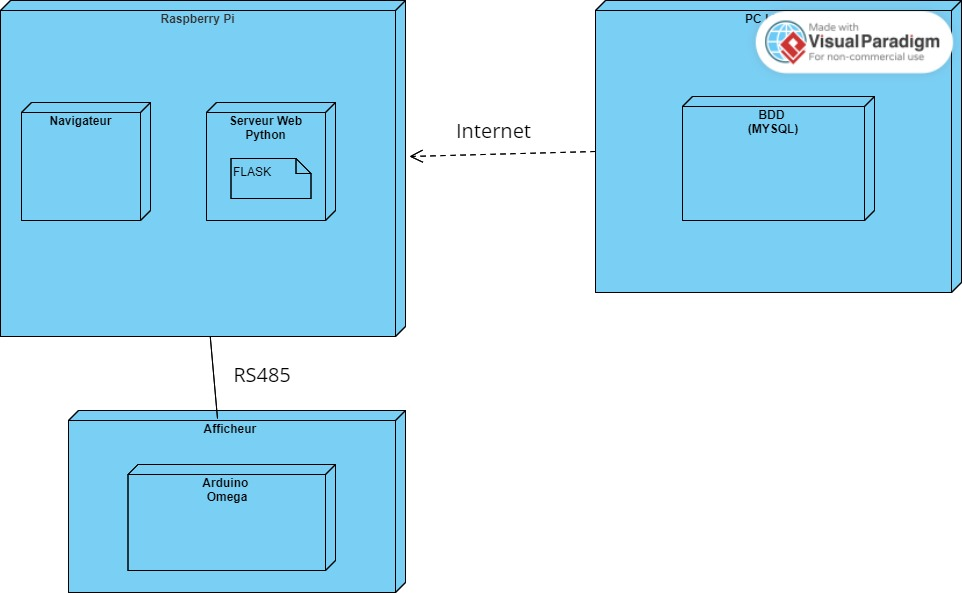 Raspberry Pi
PC
Made with
Visual Paradigm
For non-commercial use
Navigateur
Serveur Web
Python
FLASK
BDD
(MYSQL)
Internet
RS485
Afficheur
Arduino
Omega